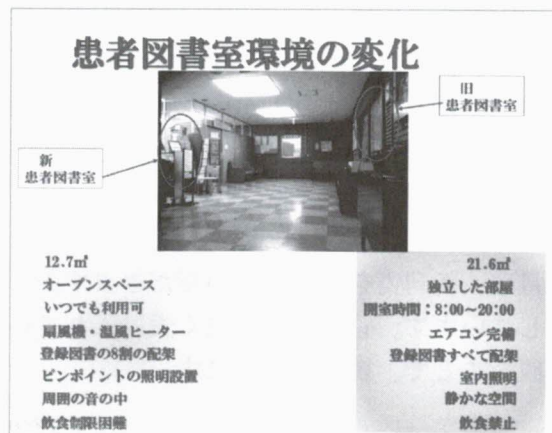 患者図書室環境の変化
旧
患者図書室
新
患者図書室
12.7㎡
オープンスペース
いつでも利用可
扇風機・温風ヒーター
登録図書の8割の配架
ピンポイントの照明設置
周囲の音の中
飲食制限困難
21.6㎡
独立した部屋
開室時間：8:00〜20:00
エアコン完備
登録図書すべて配架
室内照明
静かな空間
飲食禁止